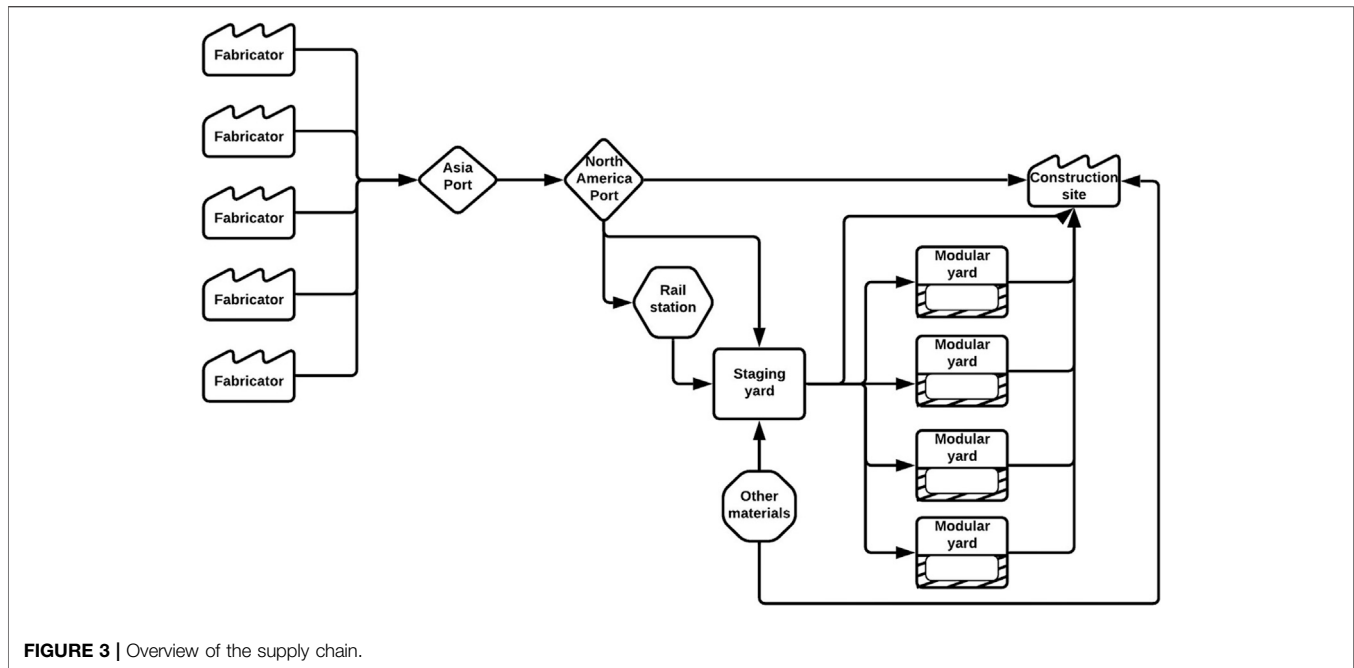 Fabricator
Fabricator
Fabricator
Fabricator
Fabricator
Asia
Port
North
America
Port
Construction
site
Rail
station
Staging
yard
Other
materials
Modular
yard
Modular
yard
Modular
yard
Modular
yard
FIGURE 3 | Overview of the supply chain.